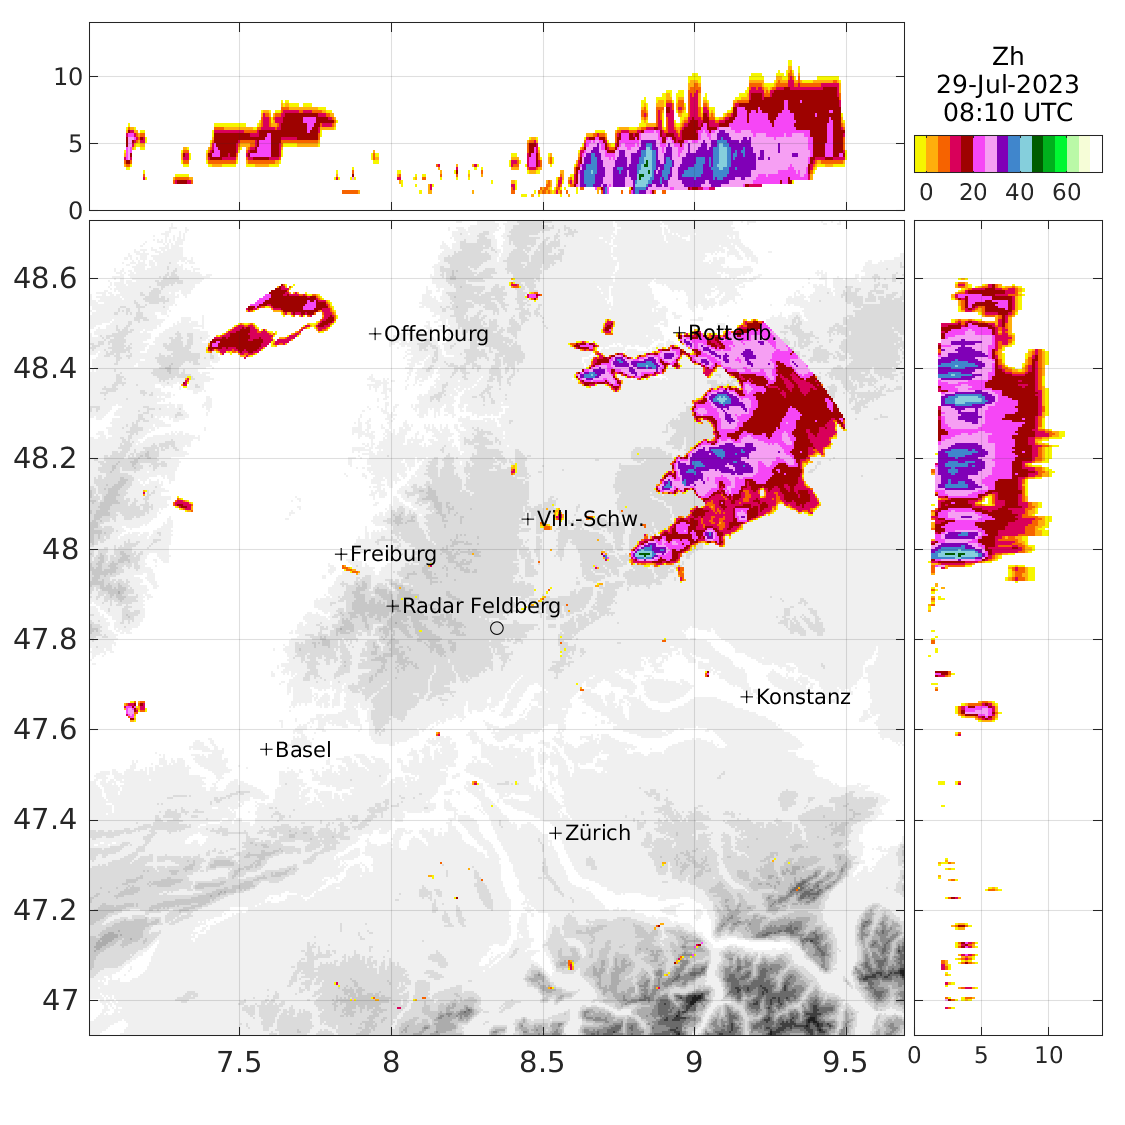 10
5
0
Zh
29-Jul-2023
08:10 UTC
0 20 40 60
48.6
48.4
48.2
48
47.8
47.6
47.4
47.2
47
+Offenburg
+Rottenb.
+Vill.-Schw.
+Freiburg
+Radar Feldberg
+Konstanz
+Basel
+Zürich
7.5 8 8.5 9 9.5
0 5 10